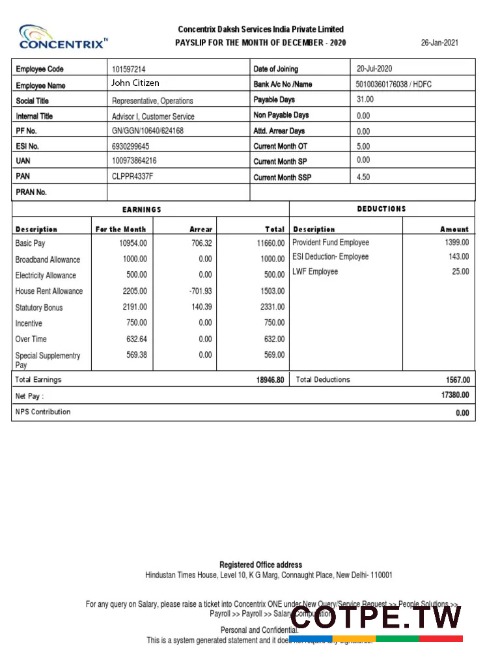 CONCENTRIX
Concentrix Daksh Services India Private Limited
PAYSLIP FOR THE MONTH OF DECEMBER - 2020
26-Jan-2021
Employee Code 101597214 Date of Joining 20-Jul-2020
Employee Name John Citizen Bank A/c No /Name 50100360176038 / HDFC
Social Title Representative, Operations Payable Days 31.00
Internal Title Advisor I, Customer Service Non Payable Days 0.00
PF No. GN/GGN/10640/624168 Attd. Arrear Days 0.00
ESI No. 6930299645 Current Month OT 5.00
UAN 100973864216 Current Month SP 0.00
PAN CLPPR4337F Current Month SSP 4.50
PRAN No.
EARNINGS DEDUCTIONS
Description For the Month Arrear Total Description Amount
Basic Pay 10954.00 706.32 11660.00 Provident Fund Employee 1399.00
Broadband Allowance 1000.00 0.00 1000.00 ESI Deduction- Employee 143.00
Electricity Allowance 500.00 0.00 500.00 LWF Employee 25.00
House Rent Allowance 2205.00 -701.93 1503.00
Statutory Bonus 2191.00 140.39 2331.00
Incentive 750.00 0.00 750.00
Over Time 632.64 0.00 632.00
Special Supplementry 569.38 0.00 569.00
Pay
Total Earnings 18946.80 Total Deductions 1567.00
Net Pay : 17380.00
NPS Contribution 0.00
Registered Office address
Hindustan Times House, Level 10, K G Marg, Connaught Place, New Delhi- 110001
For any query on Salary, please raise a ticket into Concentrix ONE under New Query/Service Request >> People Solutions >>
Payroll >> Payroll >> Salary Computation
COTPE.TW
Personal and Confidential.
This is a system generated statement and it does